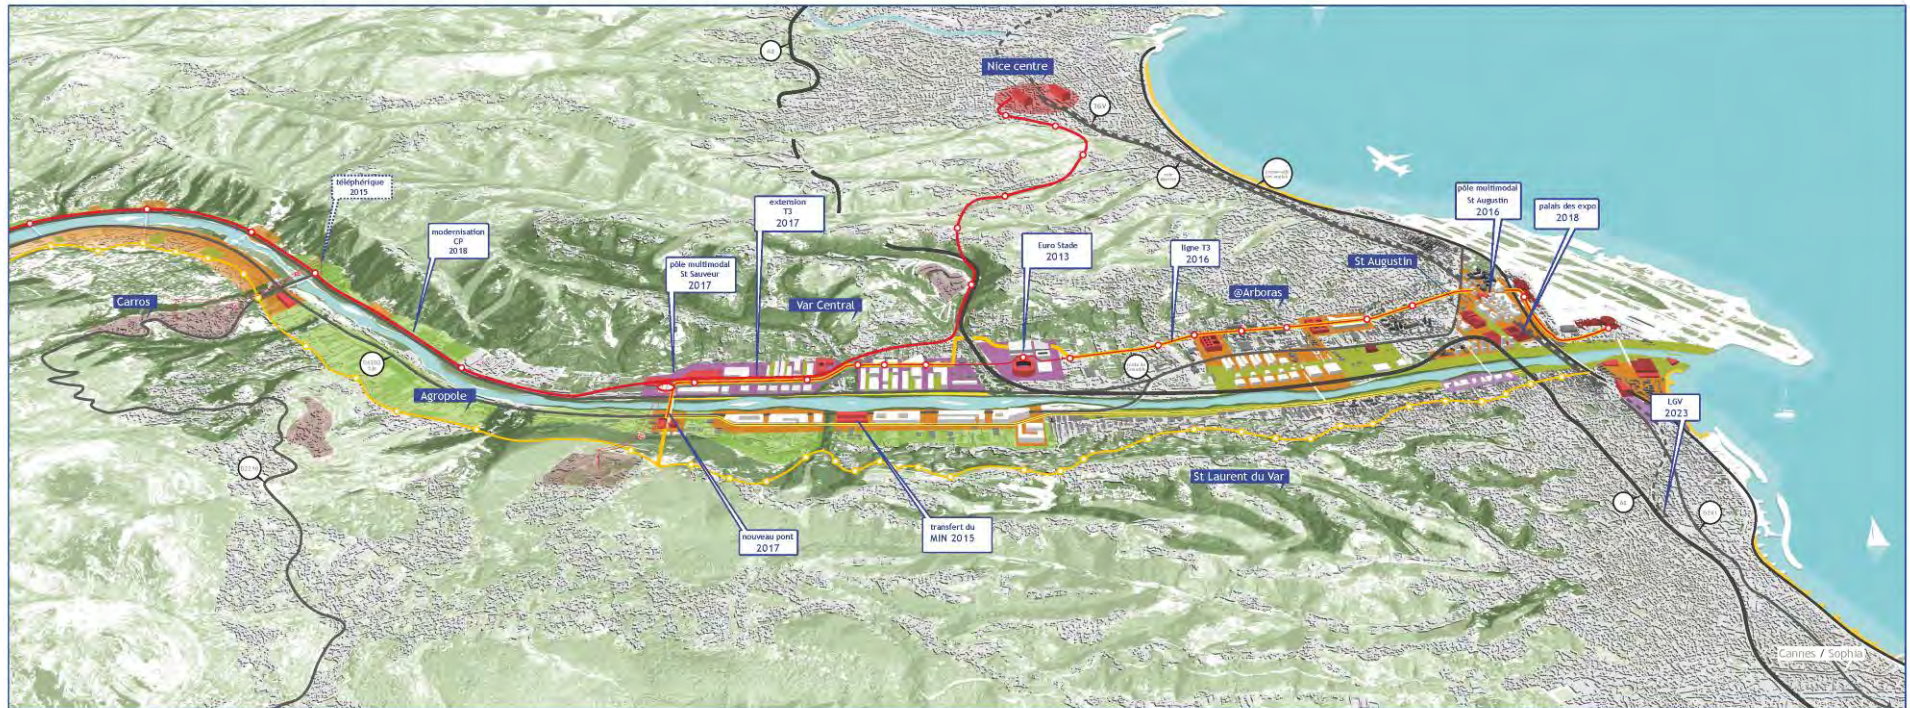 Nice centre
A8
TGV
téléphérique
2015
modernisation
CP
2018
extension
T3
2017
pôle multimodal
St Sauveur
2017
Var Central
Euro Stade
2013
ligne T3
2016
@Arboras
St Augustin
pôle multimodal
St Augustin
2016
palais des expo
2018
Carros
Agropole
LGV
2023
St Laurent du Var
nouveau pont
2017
transfert du
MIN 2015
Cannes / Sophia